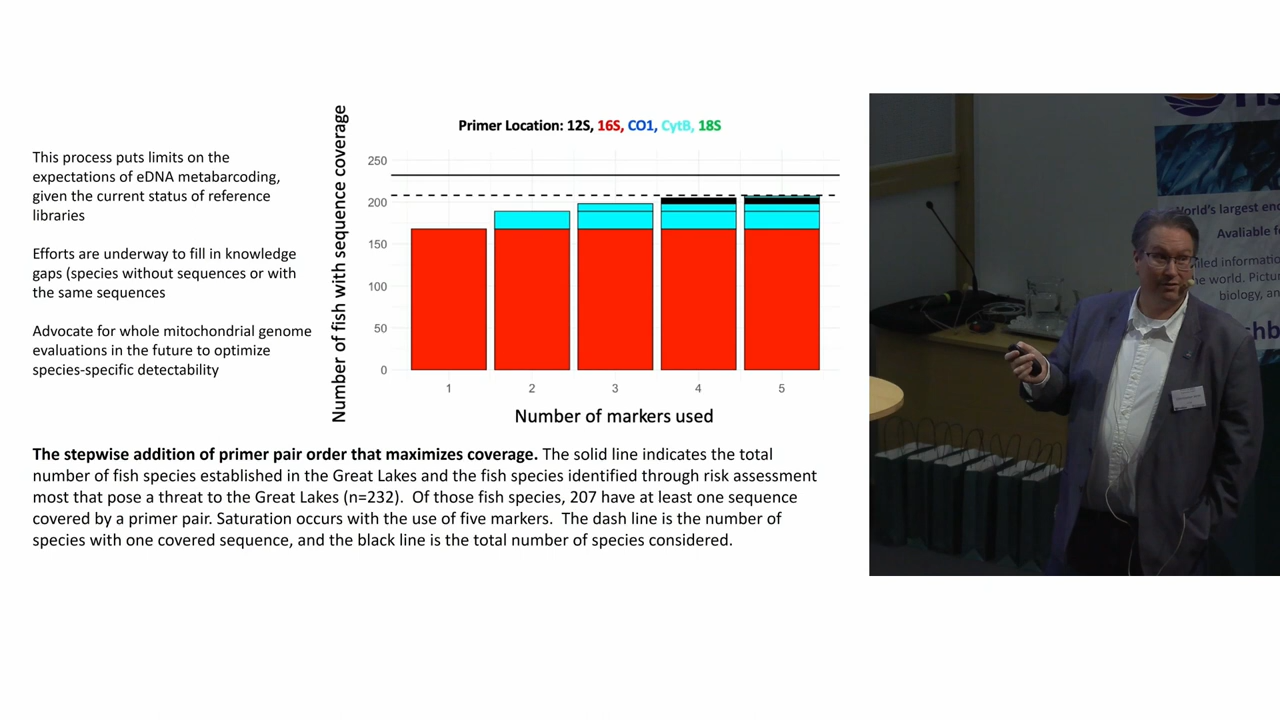 This process puts limits on the
expectations of eDNA metabarcoding,
given the current status of reference
libraries
Efforts are underway to fill in knowledge
gaps (species without sequences or with
the same sequences
Advocate for whole mitochondrial genome
evaluations in the future to optimize
species-specific detectability
Primer Location: 12S, 16S, CO1, CytB, 18S
Number of fish with sequence coverage
250
200
150
100
50
0
1 2 3 4 5
Number of markers used
The stepwise addition of primer pair order that maximizes coverage. The solid line indicates the total
number of fish species established in the Great Lakes and the fish species identified through risk assessment
most that pose a threat to the Great Lakes (n=232). Of those fish species, 207 have at least one sequence
covered by a primer pair. Saturation occurs with the use of five markers. The dash line is the number of
species with one covered sequence, and the black line is the total number of species considered.
World's largest
Avaliable
the world.
biology,